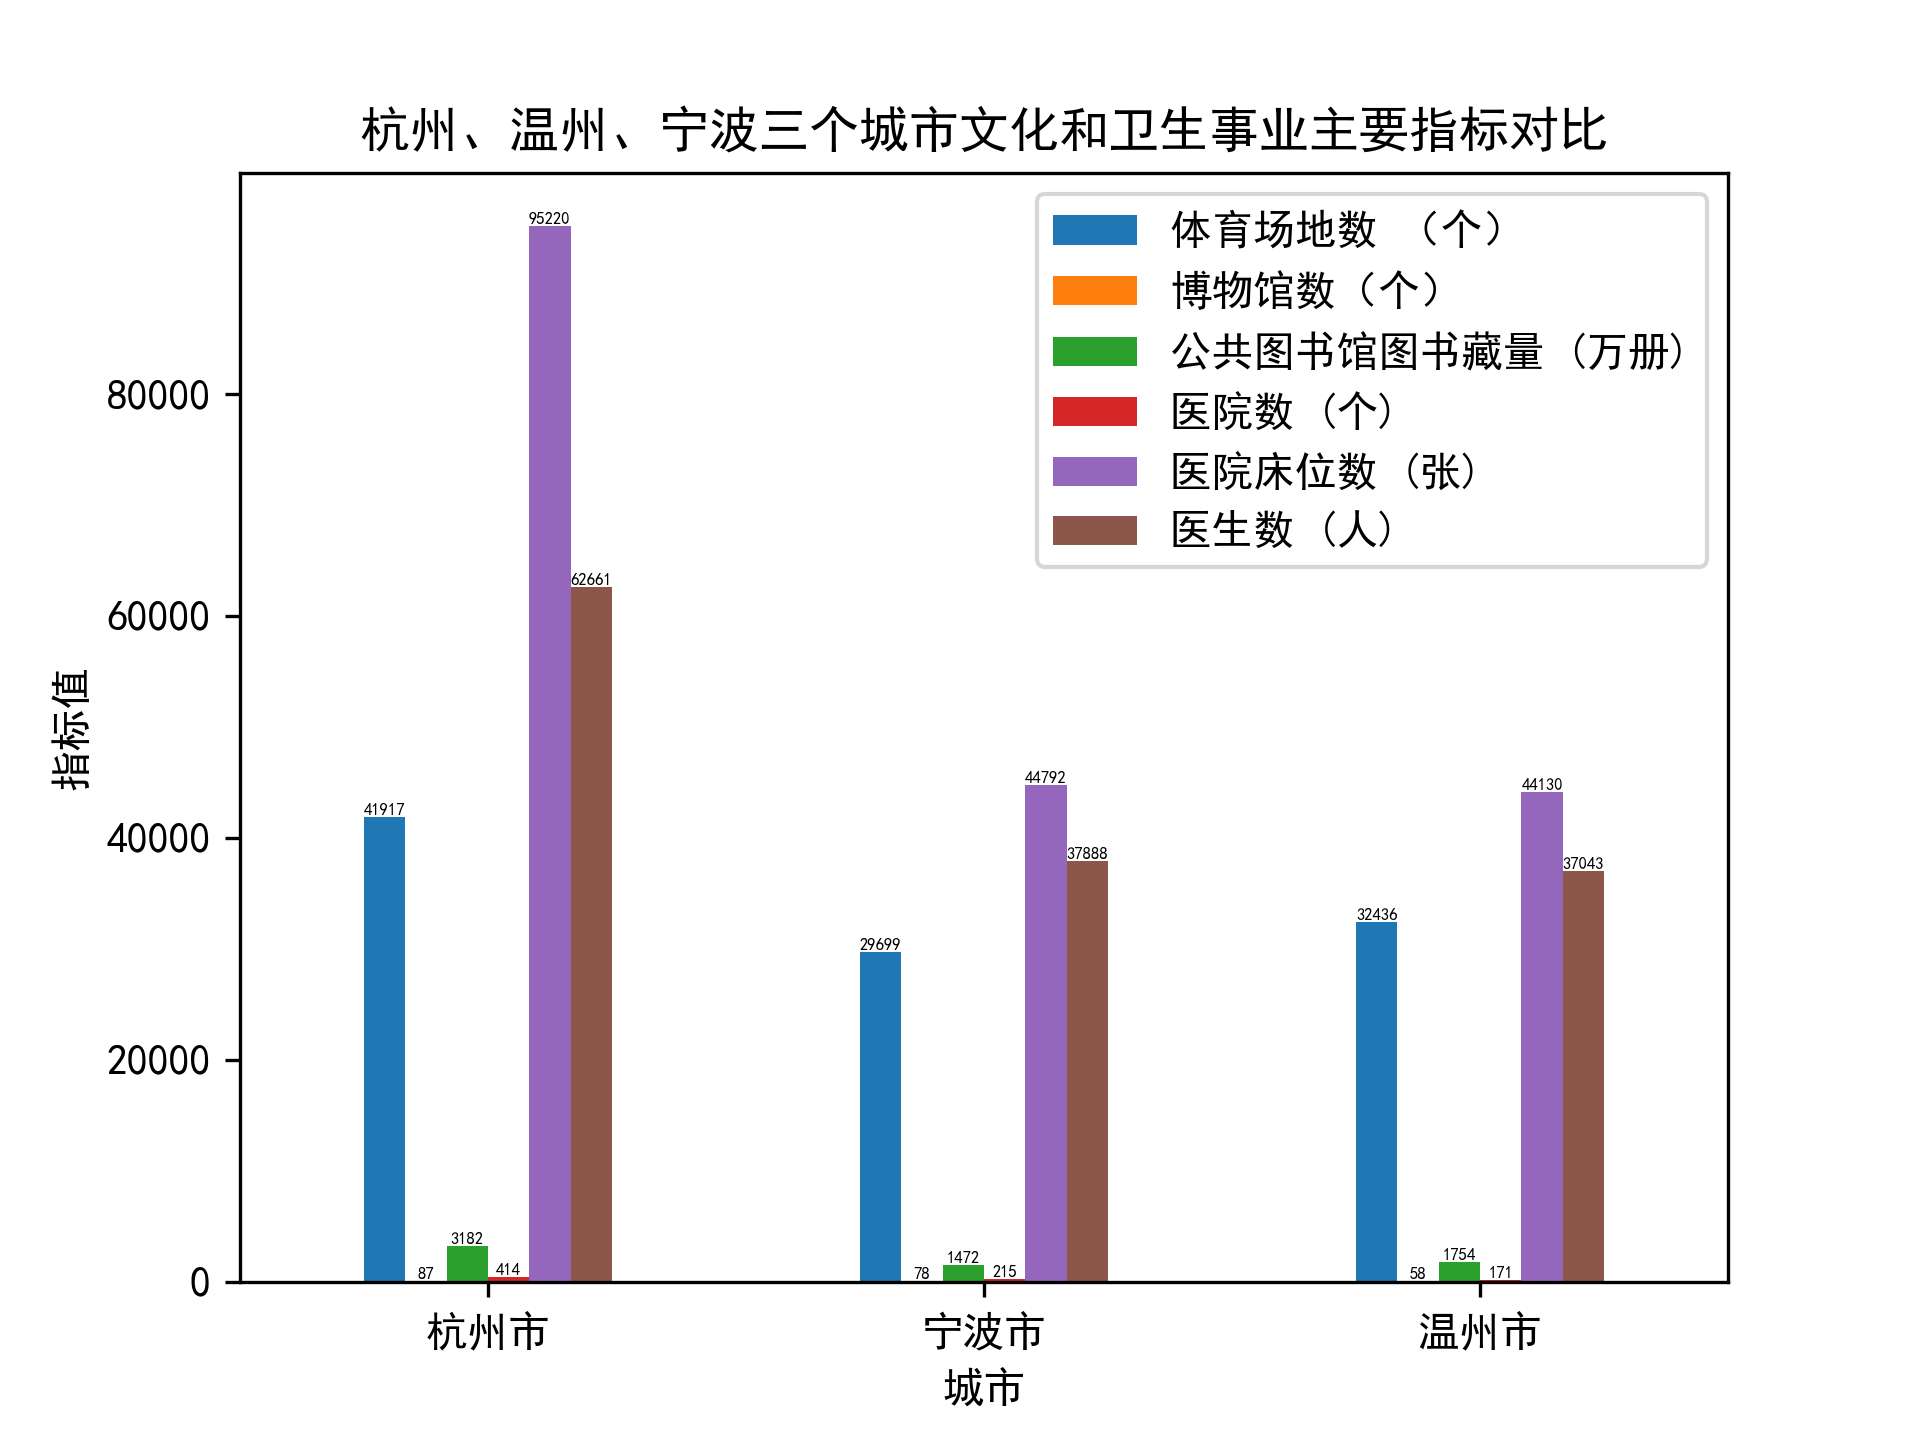 杭州、温州、宁波三个城市文化和卫生事业主要指标对比
体育场地数 （个）
博物馆数（个）
公共图书馆图书藏量 (万册)
医院数 (个)
医院床位数 (张)
医生数 (人)
指标值
80000
60000
40000
20000
0
41917
87
3182
414
95220
62661
29699
78
1472
215
44792
37888
32436
58
1754
171
44130
37043
杭州市
宁波市
温州市
城市